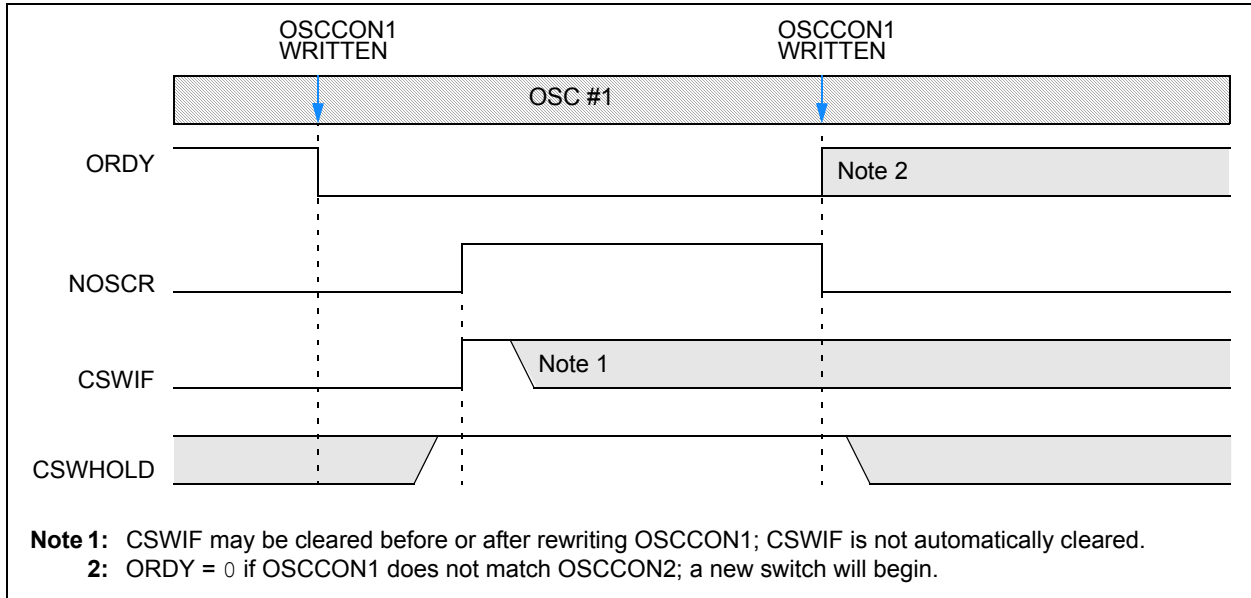 OSCCON1
WRITTEN
OSCCON1
WRITTEN
OSC #1
ORDY
Note 2
NOSCR
CSWIF
Note 1
CSWHOLD
Note 1: CSWIF may be cleared before or after rewriting OSCCON1; CSWIF is not automatically cleared.
2: ORDY = 0 if OSCCON1 does not match OSCCON2; a new switch will begin.